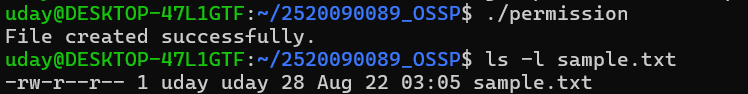 uday@DESKTOP-47L1GTF:~/2520090089_OSSP$ ./permission
File created successfully.
uday@DESKTOP-47L1GTF:~/2520090089_OSSP$ ls -l sample.txt
-rw-r--r-- 1 uday uday 28 Aug 22 03:05 sample.txt